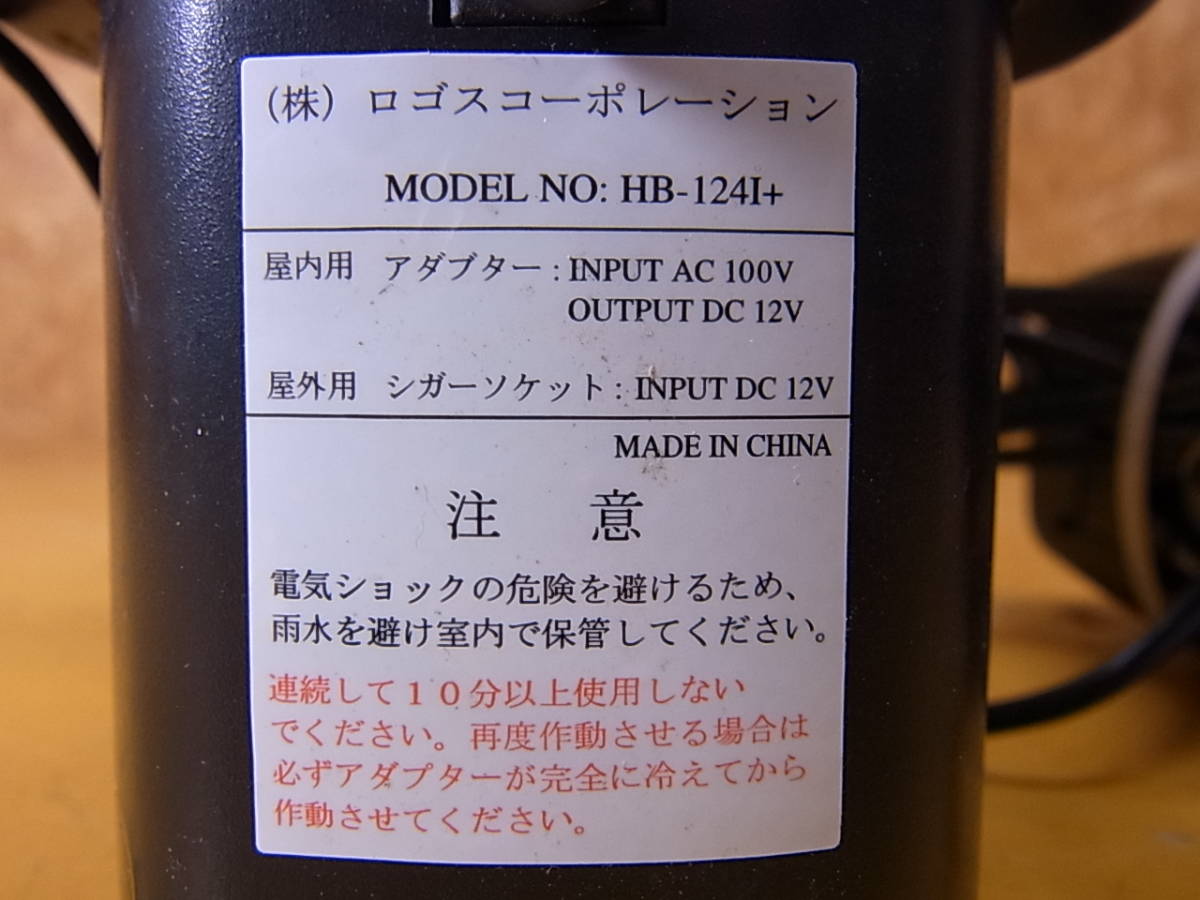 (株) ロゴスコーポレーション
MODEL NO: HB-124I+
屋内用 アダブター : INPUT AC 100V
OUTPUT DC 12V
屋外用 シガーソケット : INPUT DC 12V
MADE IN CHINA
注 意
電気ショックの危険を避けるため、
雨水を避け室内で保管してください。
連続して１０分以上使用しない
でください。再度作動させる場合は
必ずアダプターが完全に冷えてから
作動させてください。